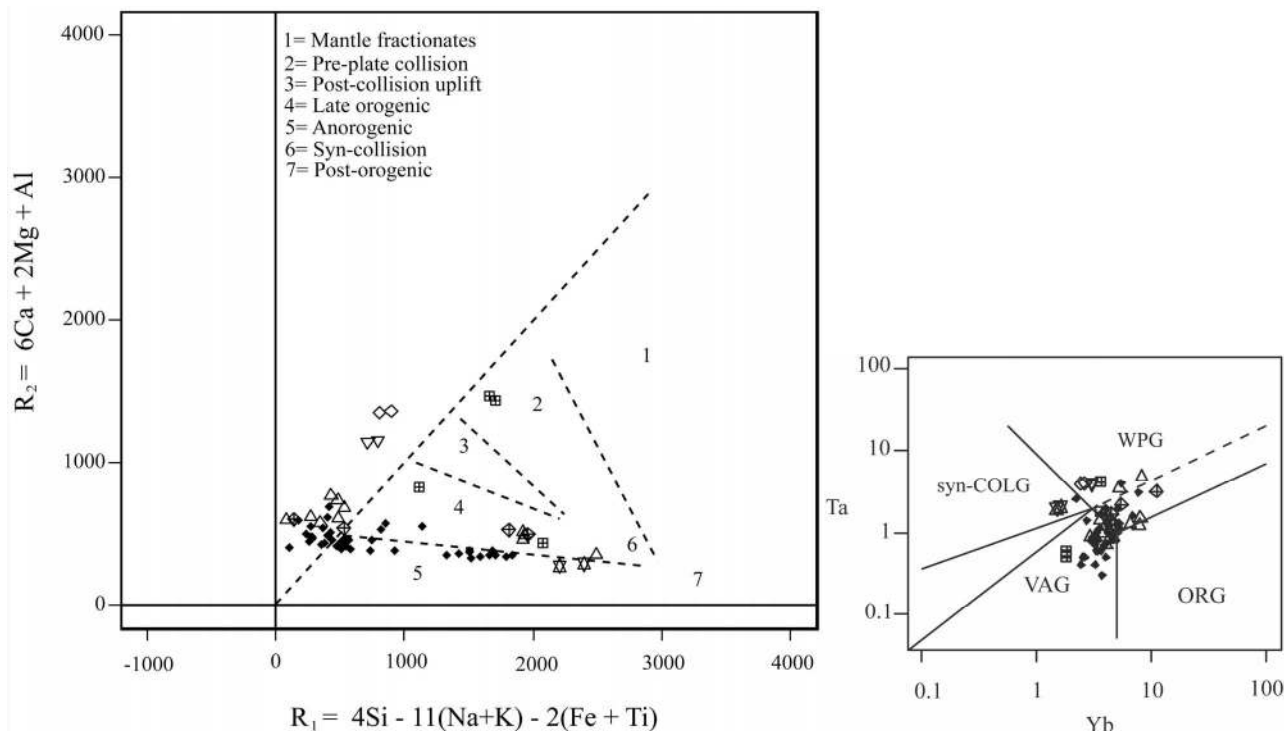 4000
3000
2000
1000
0
R2 = 6Ca + 2Mg + Al
1= Mantle fractionates
2= Pre-plate collision
3= Post-collision uplift
4= Late orogenic
5= Anorogenic
6= Syn-collision
7= Post-orogenic
1
2
3
4
5
6
7
-1000
0
1000
2000
3000
4000
R1 = 4Si - 11(Na+K) - 2(Fe + Ti)
100
10
1
0.1
Ta
WPG
syn-COLG
VAG
ORG
0.1
1
10
100
Yb